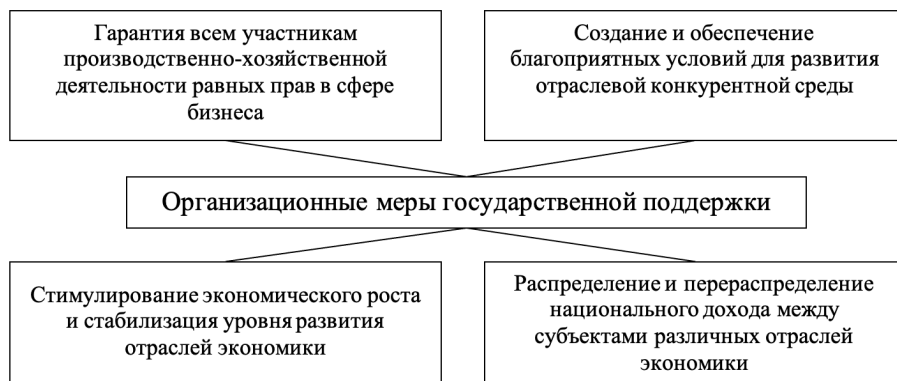 Гарантия всем участникам
производственно-хозяйственной
деятельности равных прав в сфере
бизнеса
Создание и обеспечение
благоприятных условий для развития
отраслевой конкурентной среды
Организационные меры государственной поддержки
Стимулирование экономического роста
и стабилизация уровня развития
отраслей экономики
Распределение и перераспределение
национального дохода между
субъектами различных отраслей
экономики